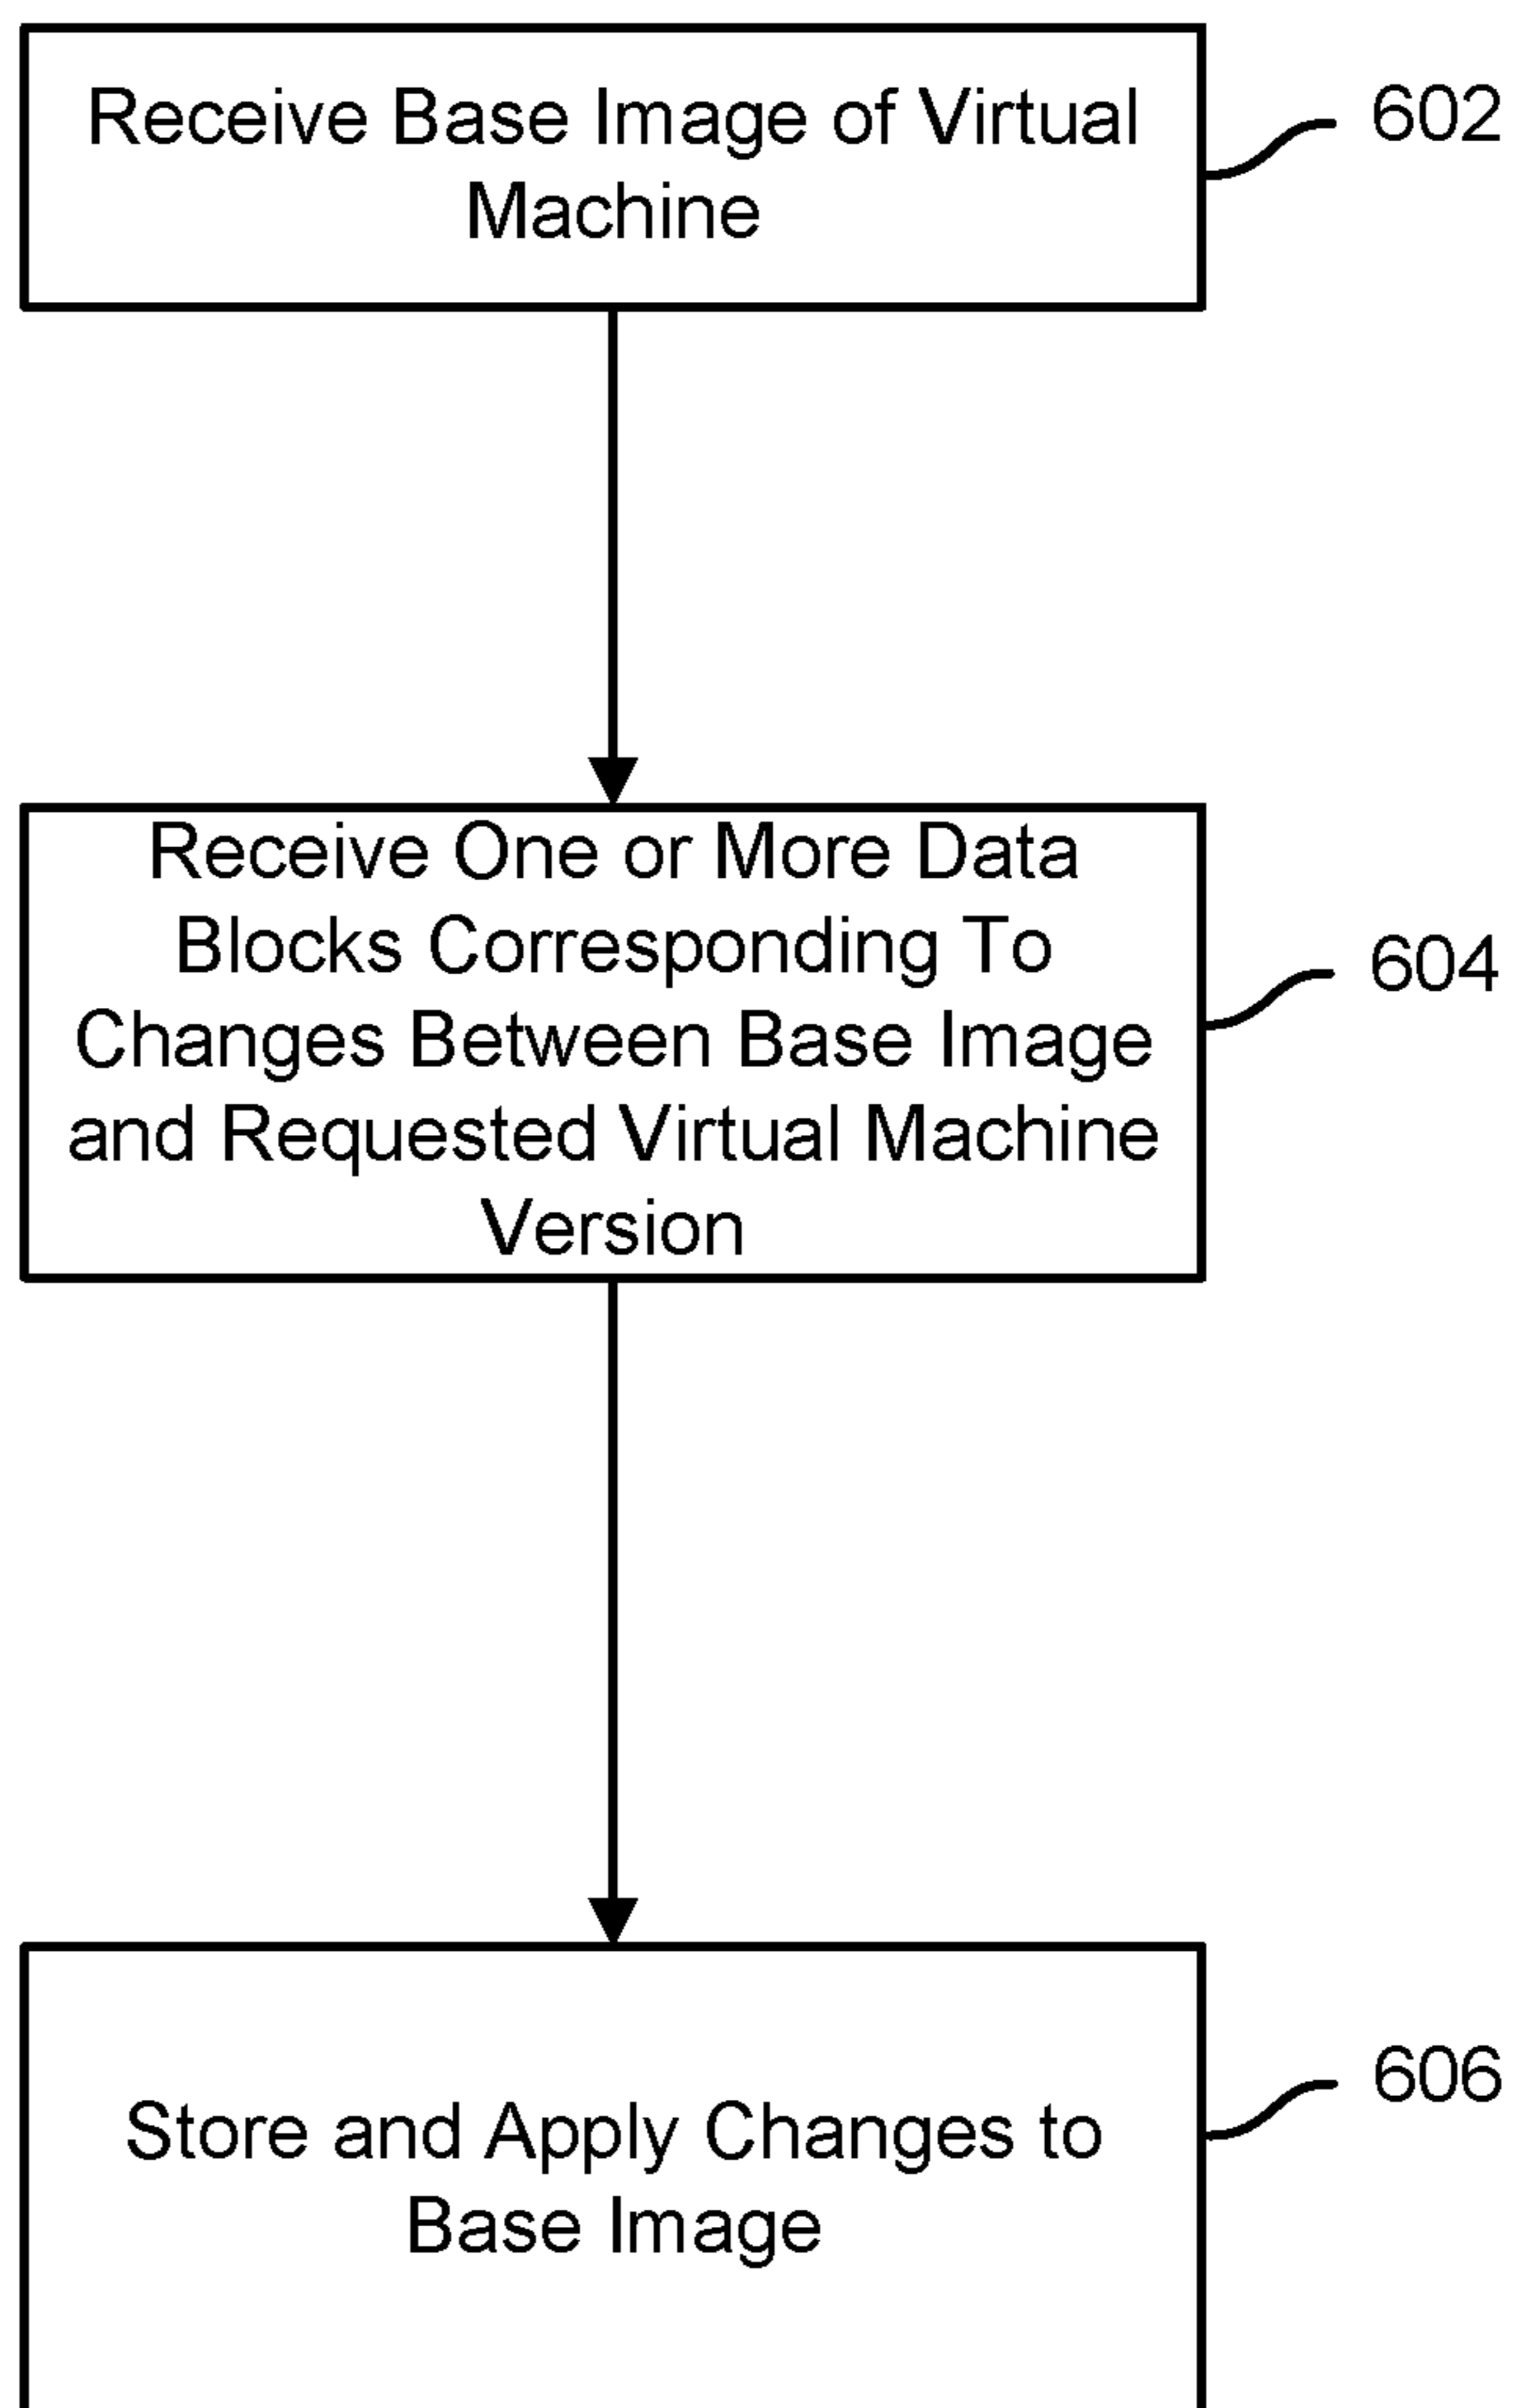 Receive Base Image of Virtual
Machine
602
Receive One or More Data
Blocks Corresponding To
Changes Between Base Image
and Requested Virtual Machine
Version
604
Store and Apply Changes to
Base Image
606